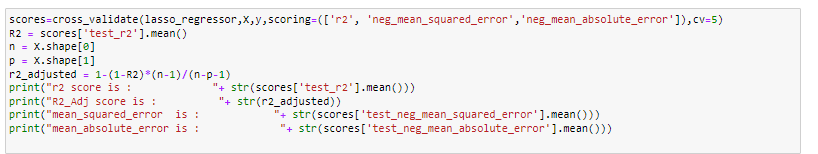 scores=cross_validate(lasso_regressor,X,y,scoring=(['r2', 'neg_mean_squared_error','neg_mean_absolute_error']),cv=5)
R2 = scores['test_r2'].mean()
n = X.shape[0]
p = X.shape[1]
r2_adjusted = 1-(1-R2)*(n-1)/(n-p-1)
print("r2 score is :            "+ str(scores['test_r2'].mean()))
print("R2_Adj score is :         "+ str(r2_adjusted))
print("mean_squared_error  is :           "+ str(scores['test_neg_mean_squared_error'].mean()))
print("mean_absolute_error is :            "+ str(scores['test_neg_mean_absolute_error'].mean()))